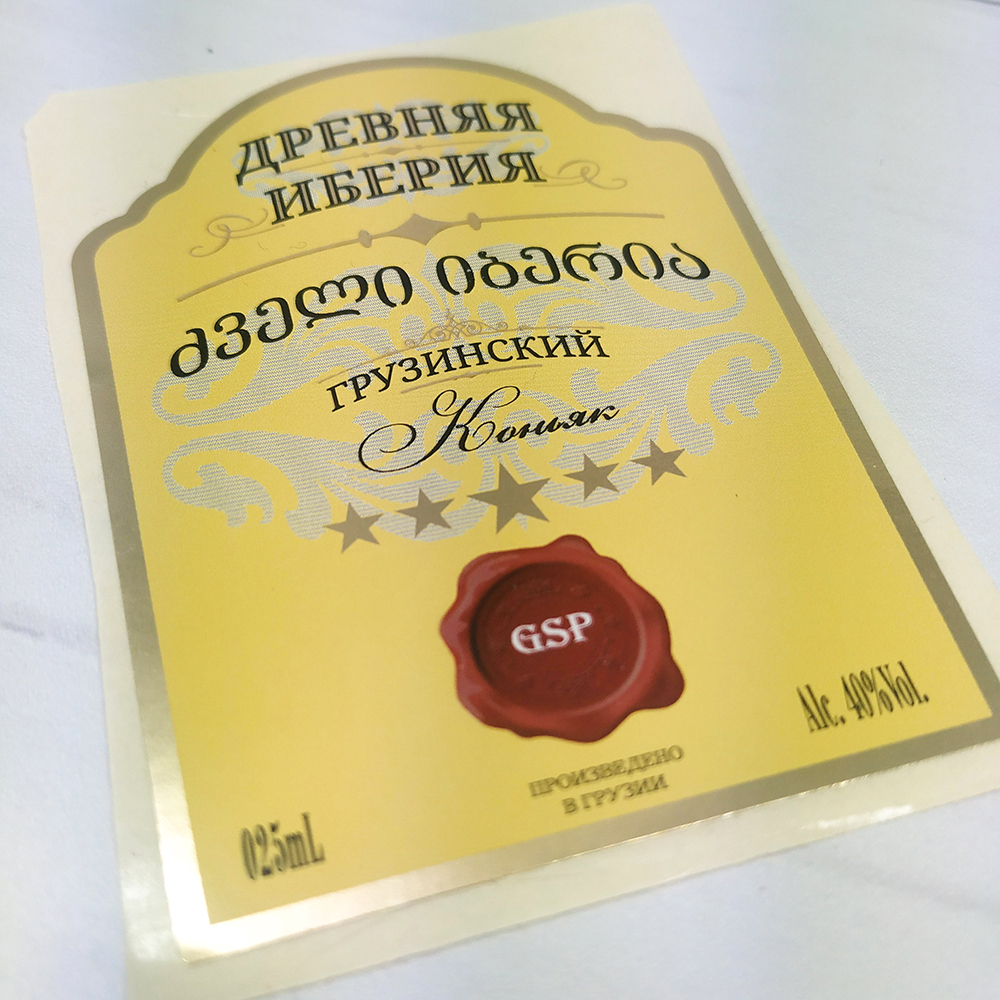 ДРЕВНЯЯ
ИБЕРИЯ
ძველი იბერია
ГРУЗИНСКИЙ
Коньяк
GSP
Alc. 40%Vol.
ПРОИЗВЕДЕНО
В ГРУЗИИ
025mL